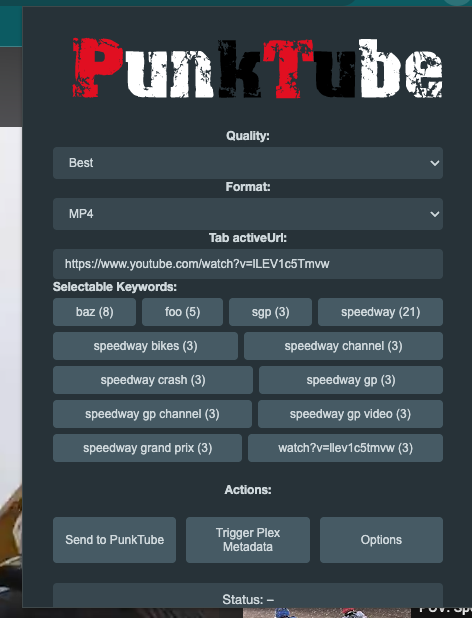 PunkTube
Quality:
Best
Format:
MP4
Tab activeUrl:
https://www.youtube.com/watch?v=lLEV1c5Tmvw
Selectable Keywords:
baz (8) foo (5) sgp (3) speedway (21)
speedway bikes (3) speedway channel (3)
speedway crash (3) speedway gp (3)
speedway gp channel (3) speedway gp video (3)
speedway grand prix (3) watch?v=llev1c5tmvw (3)
Actions:
Send to PunkTube Trigger Plex Metadata Options
Status: –
POV: Spe